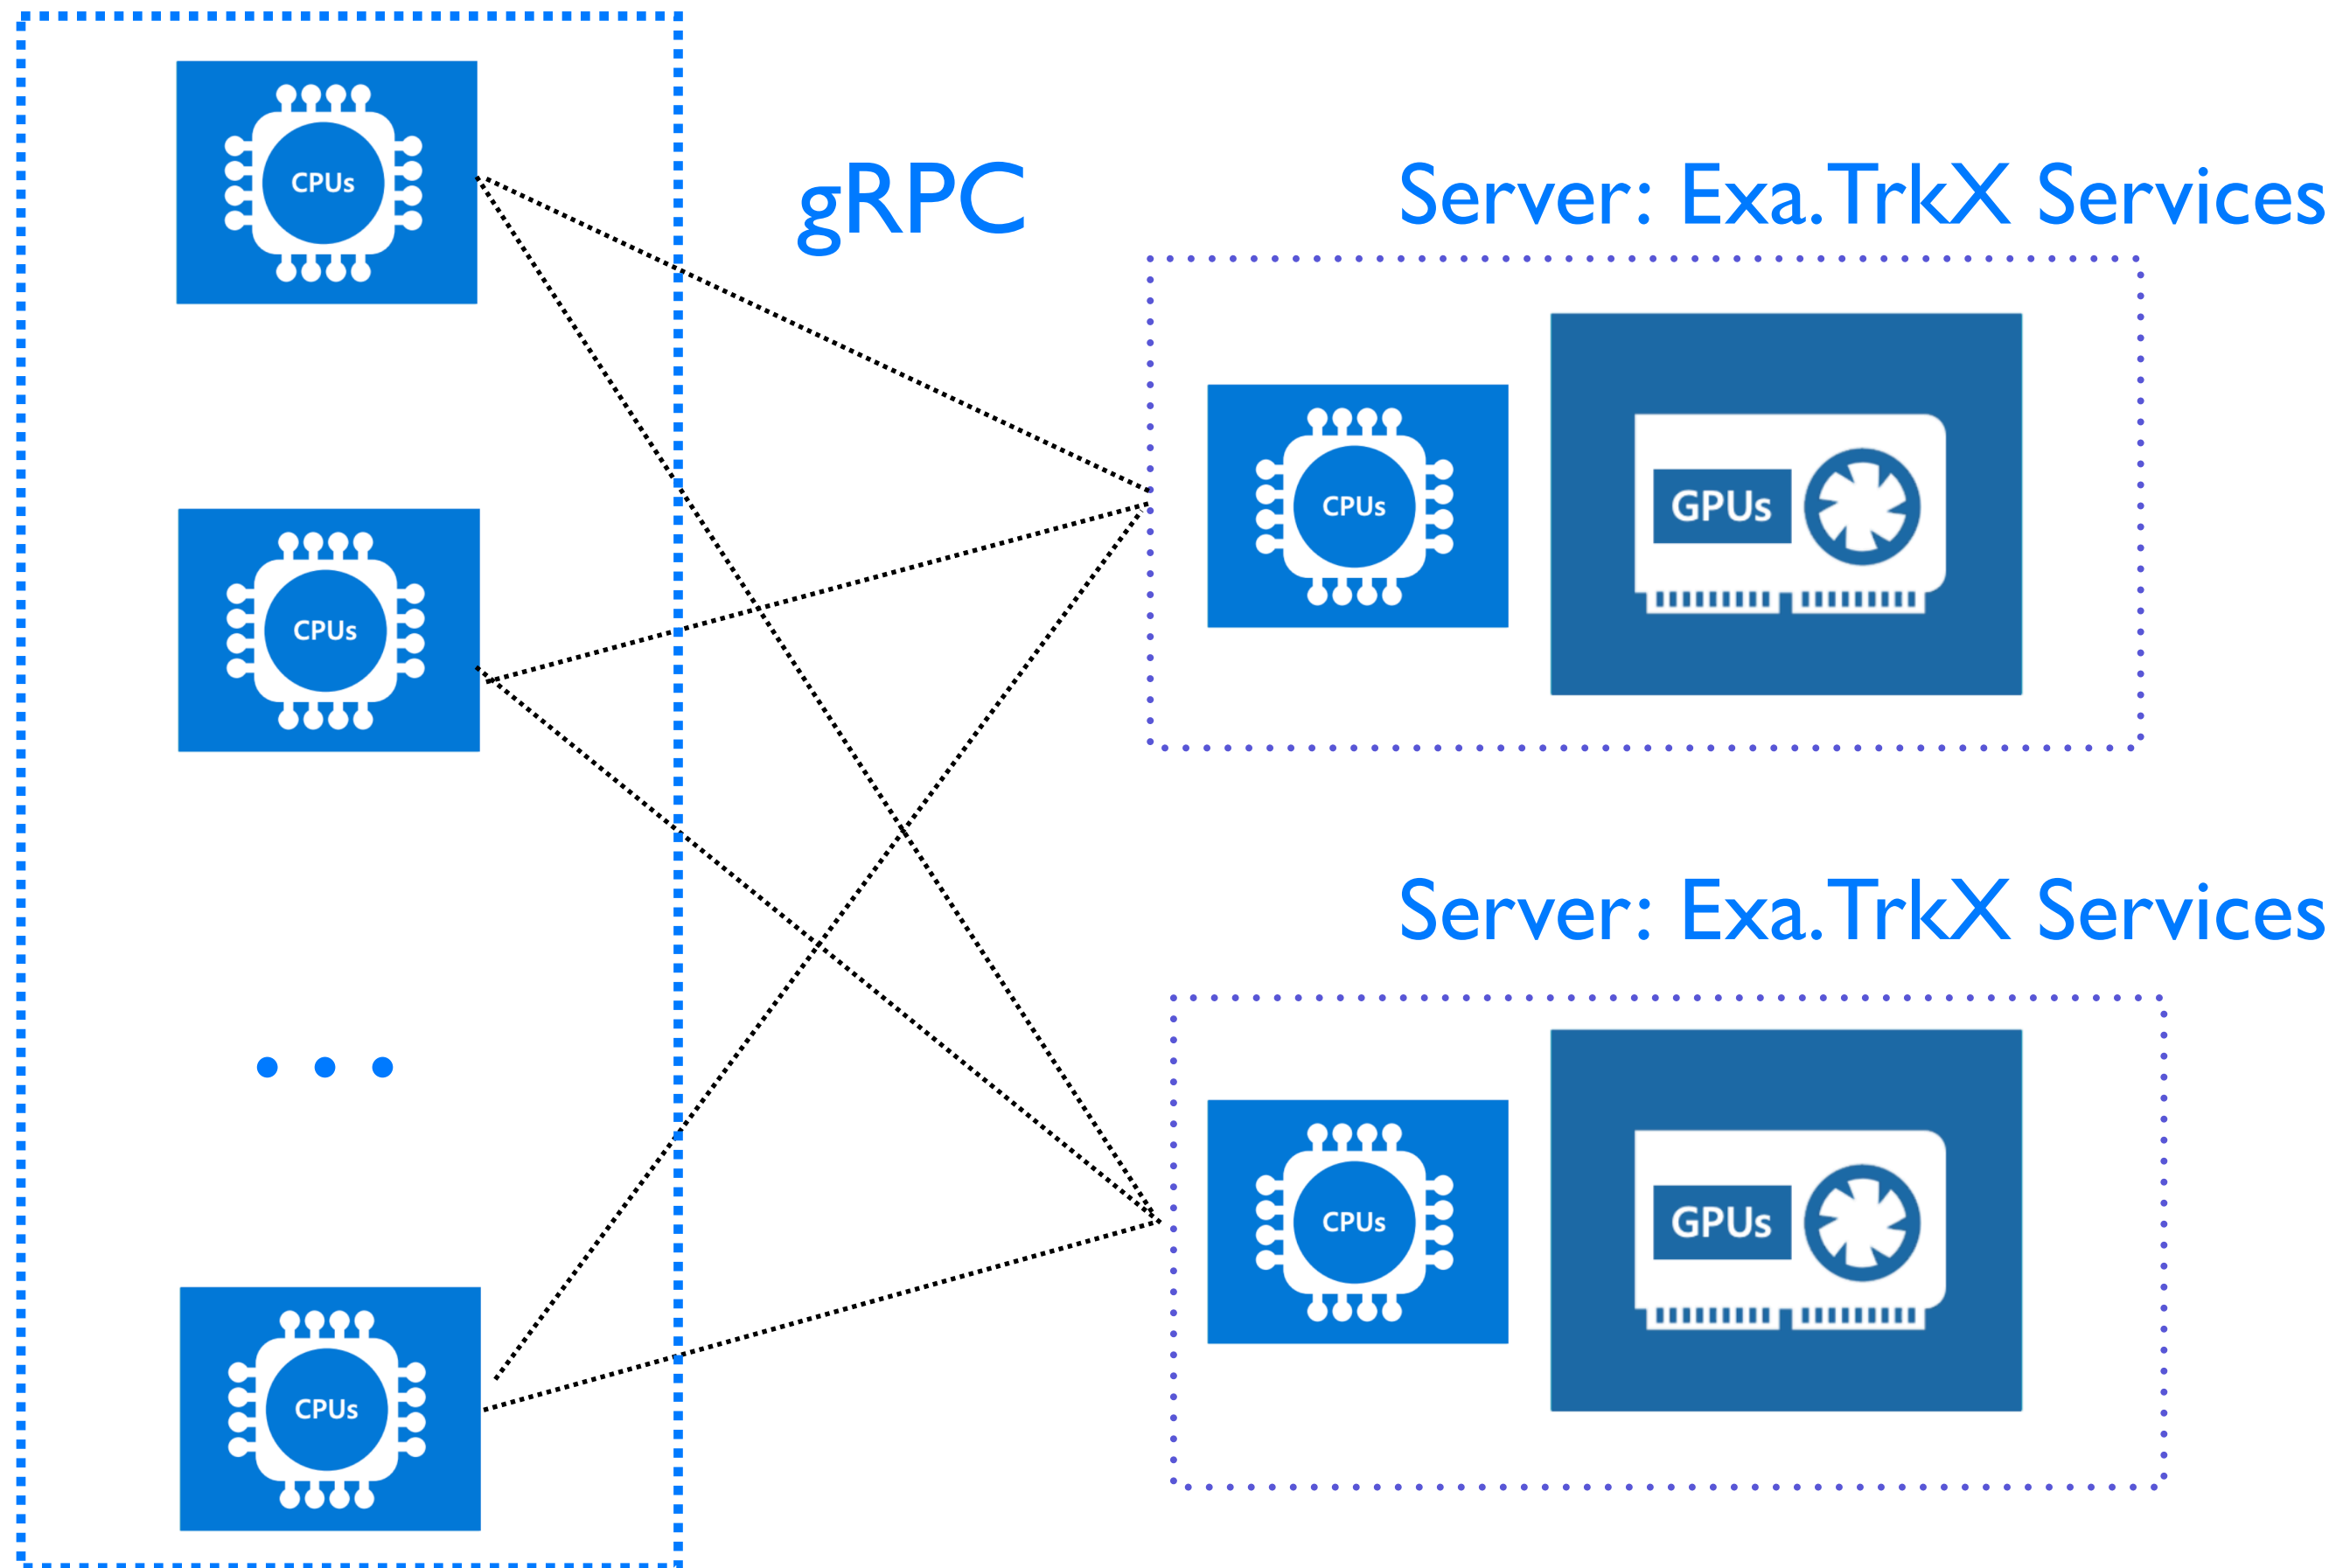 CPUs
gRPC
Server: Exa.TrkX Services
CPUs
GPUs
CPUs
...
Server: Exa.TrkX Services
CPUs
GPUs
CPUs